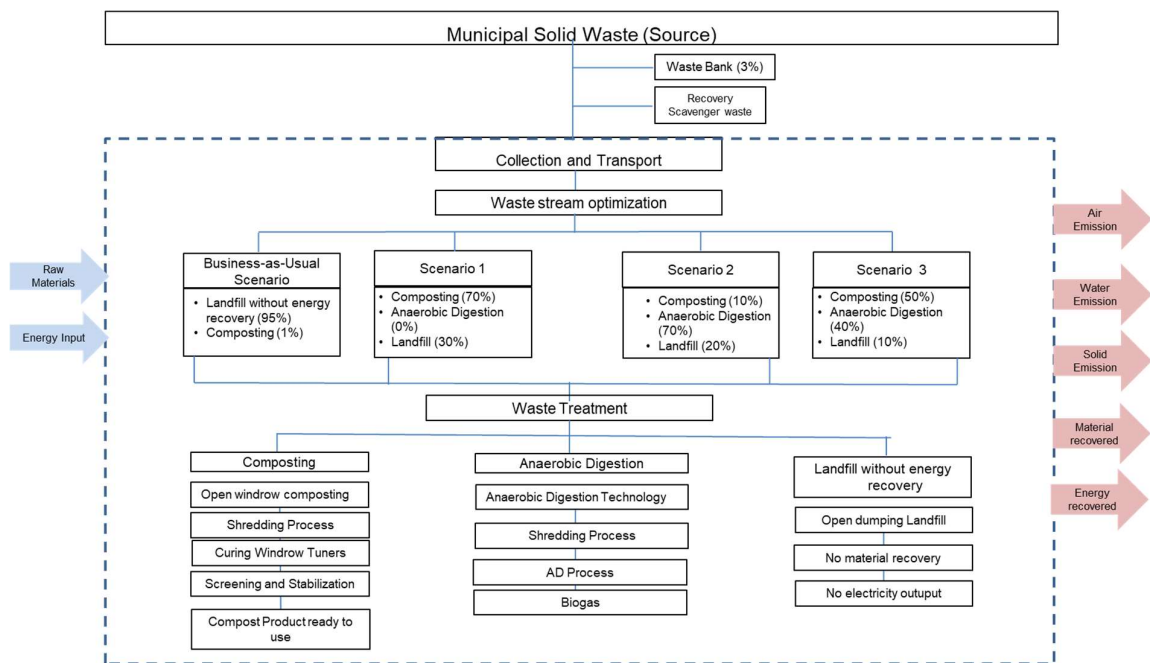 Municipal Solid Waste (Source)
Waste Bank (3%)
Recovery
Scavenger waste
Collection and Transport
Waste stream optimization
Raw
Materials
Energy Input
Business-as-Usual
Scenario
• Landfill without energy
recovery (95%)
• Composting (1%)
Scenario 1
• Composting (70%)
• Anaerobic Digestion
(0%)
• Landfill (30%)
Scenario 2
• Composting (10%)
• Anaerobic Digestion
(70%)
• Landfill (20%)
Scenario 3
• Composting (50%)
• Anaerobic Digestion
(40%)
• Landfill (10%)
Air
Emission
Water
Emission
Solid
Emission
Material
recovered
Energy
recovered
Waste Treatment
Composting
Open windrow composting
Shredding Process
Curing Windrow Tuners
Screening and Stabilization
Compost Product ready to
use
Anaerobic Digestion
Anaerobic Digestion Technology
Shredding Process
AD Process
Biogas
Landfill without energy
recovery
Open dumping Landfill
No material recovery
No electricity outuput